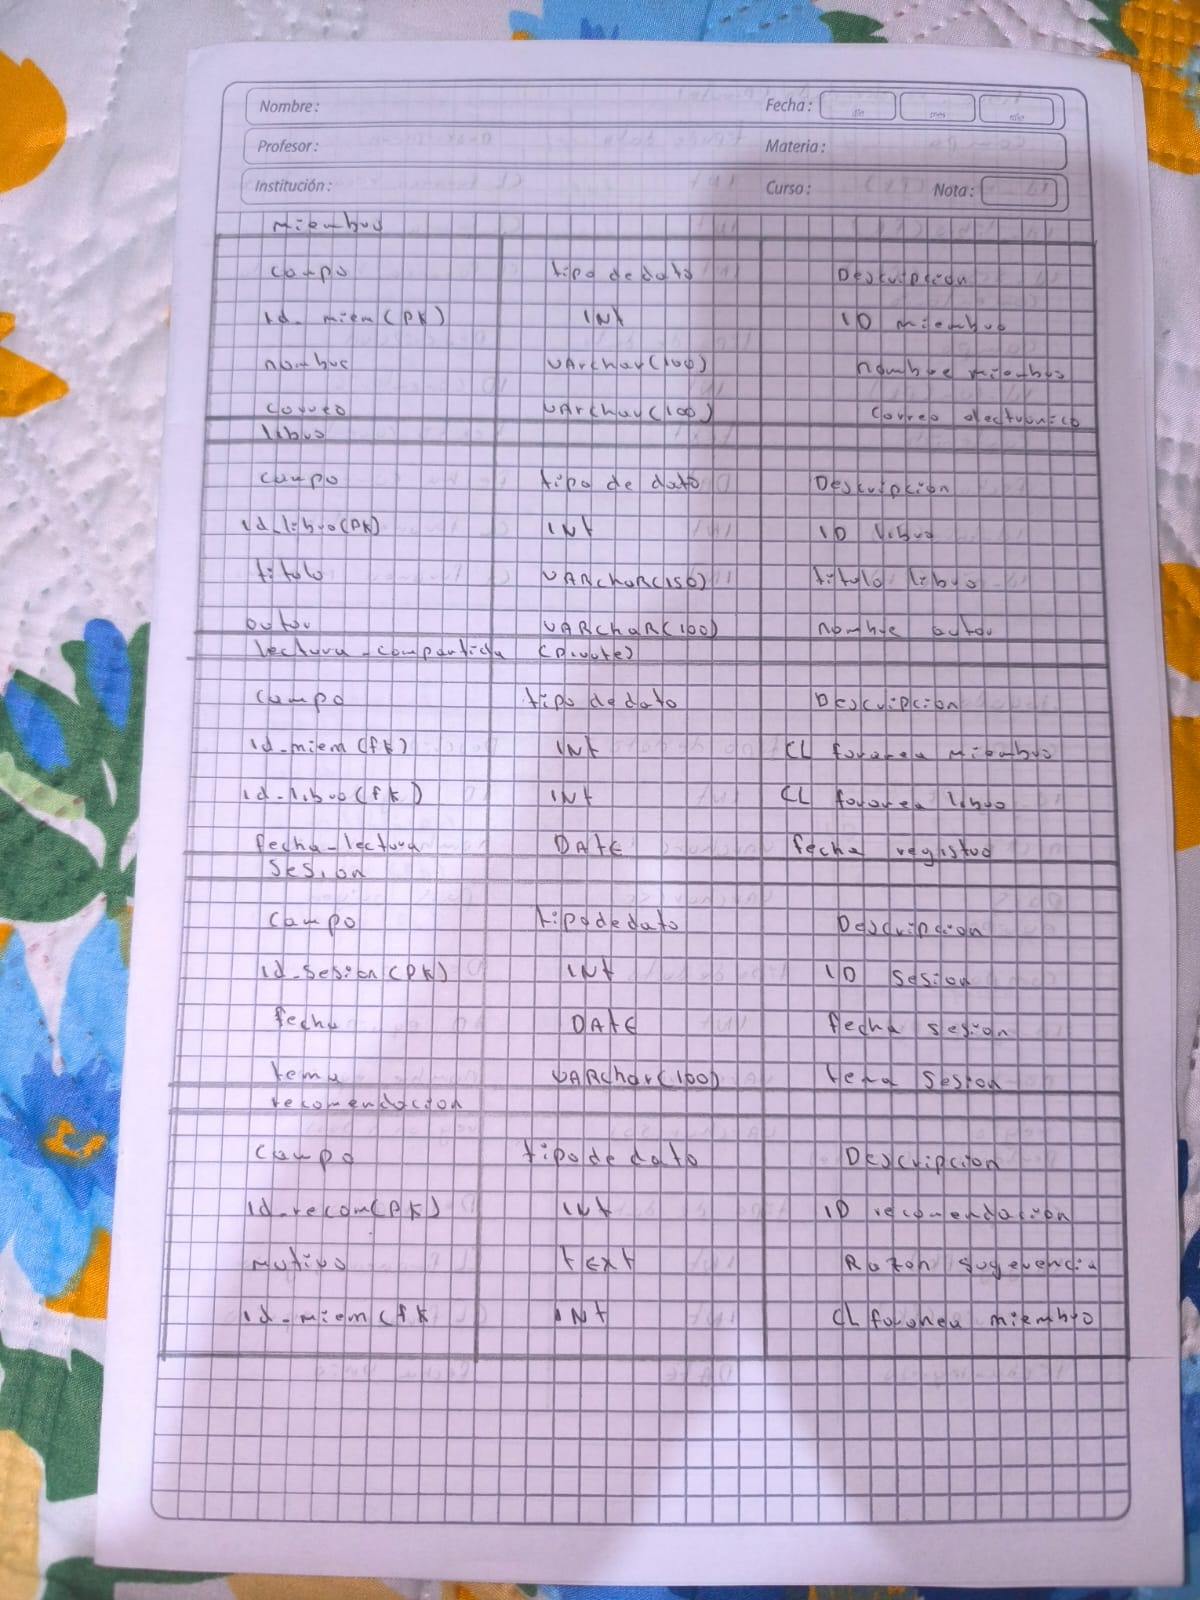 Nombre: Fecha: día mes año
Profesor: Materia:
Institución: Curso: Nota:
miembro
campo tipo de dato Descripcion
id_miem(PK) INt ID miembro
nombre VArchar(100) nombre miembro
correo VArchar(100) Correo electronico
libro
campo tipo de dato Descripcion
id_libro(PK) INt ID libro
titulo VARchaR(150) titulo libro
autor VARchaR(100) nombre autor
lectura_compartida (Pivote)
campo tipo de dato Descripcion
id_miem(fk) INt CL foranea miembro
id_libro(fk) INt CL foranea libro
fecha_lectura DAtE fecha registro
Sesion
campo tipo de dato Descripcion
id_sesion(PK) INt ID Sesion
fecha DAtE fecha sesion
tema VARchar(100) tema Sesion
recomendacion
campo tipo de dato Descripcion
id_recom(PK) INt ID recomendacion
motivo tExt Razon sugerencia
id_miem(fk INt CL foranea miembro